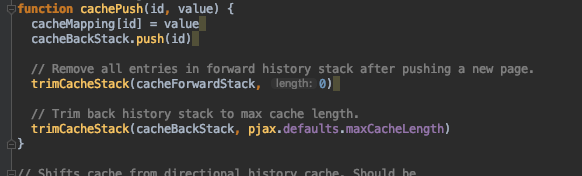 function cachePush(id, value) {
cacheMapping[id] = value
cacheBackStack.push(id)
// Remove all entries in forward history stack after pushing a new page.
trimCacheStack(cacheForwardStack, length: 0)
// Trim back history stack to max cache length.
trimCacheStack(cacheBackStack, pjax.defaults.maxCacheLength)
}
// Shifts cache from directional history cache. Should be